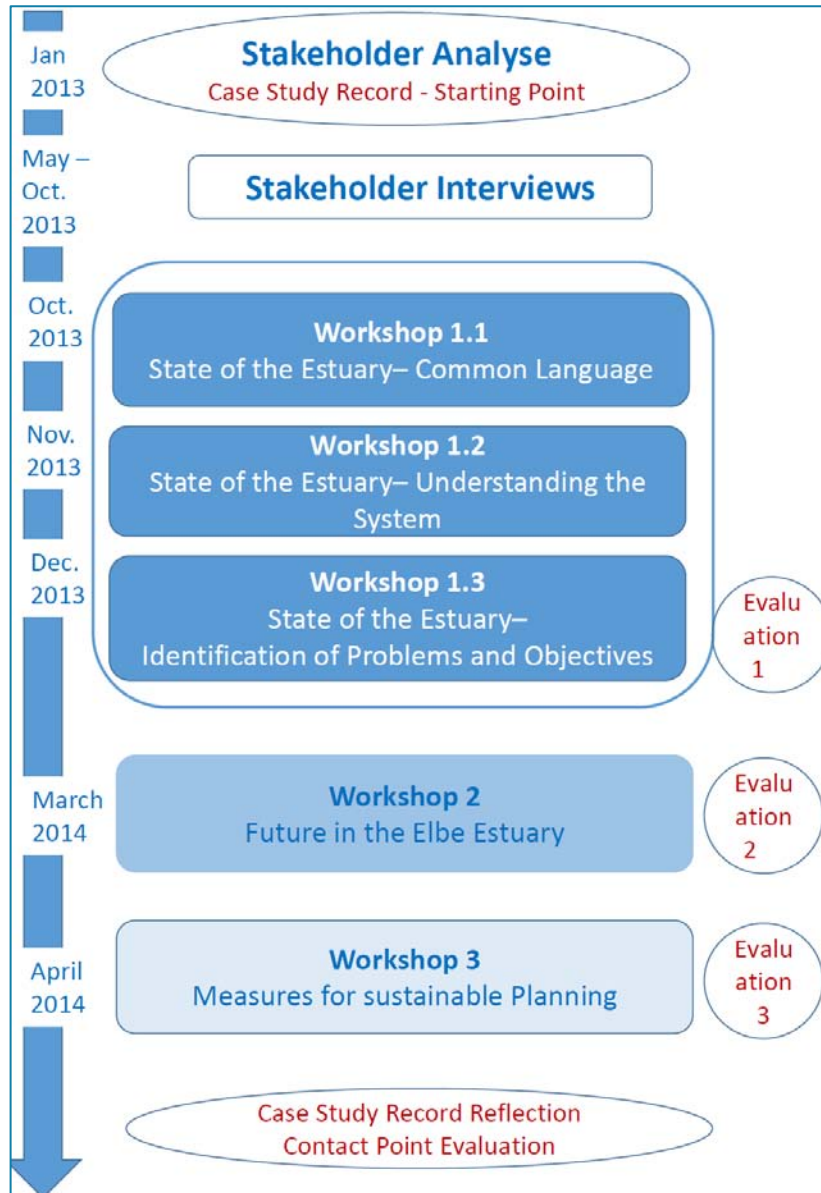 Jan
2013
Stakeholder Analyse
Case Study Record - Starting Point
May –
Oct.
2013
Stakeholder Interviews
Oct.
2013
Workshop 1.1
State of the Estuary– Common Language
Nov.
2013
Workshop 1.2
State of the Estuary– Understanding the
System
Dec.
2013
Workshop 1.3
State of the Estuary–
Identification of Problems and Objectives
Evalu
ation
1
March
2014
Workshop 2
Future in the Elbe Estuary
Evalu
ation
2
April
2014
Workshop 3
Measures for sustainable Planning
Evalu
ation
3
Case Study Record Reflection
Contact Point Evaluation